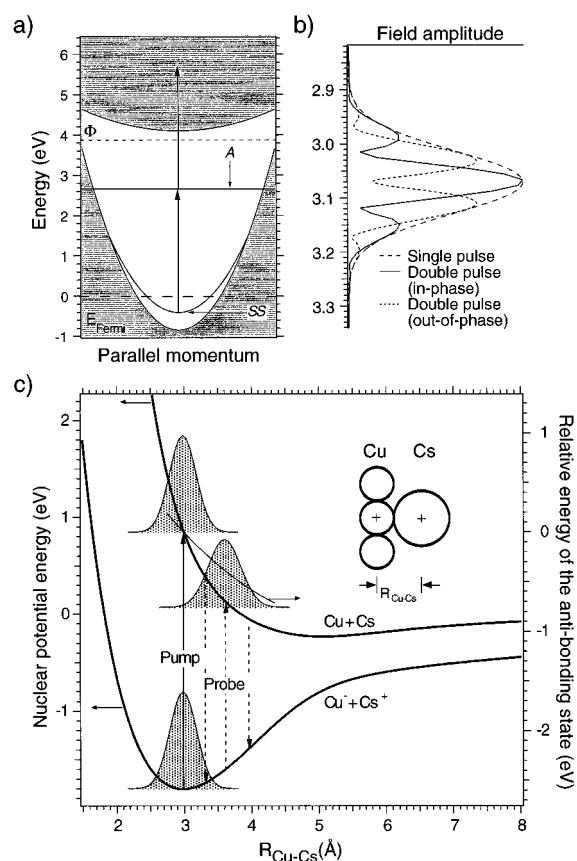 a)
6
5
4
3
2
1
0
-1
Energy (eV)
Φ
A
SS
E Fermi
Parallel momentum
b)
Field amplitude
2.9
3.0
3.1
3.2
3.3
Single pulse
Double pulse
(in-phase)
Double pulse
(out-of-phase)
c)
2
1
0
-1
Nuclear potential energy (eV)
Pump
Probe
Cu
Cs
R Cu-Cs
Cu+Cs
Cu⁻+Cs⁺
1
0
-1
-2
Relative energy of the anti-bonding
state (eV)
2
3
4
5
6
7
8
R Cu-Cs(Å)